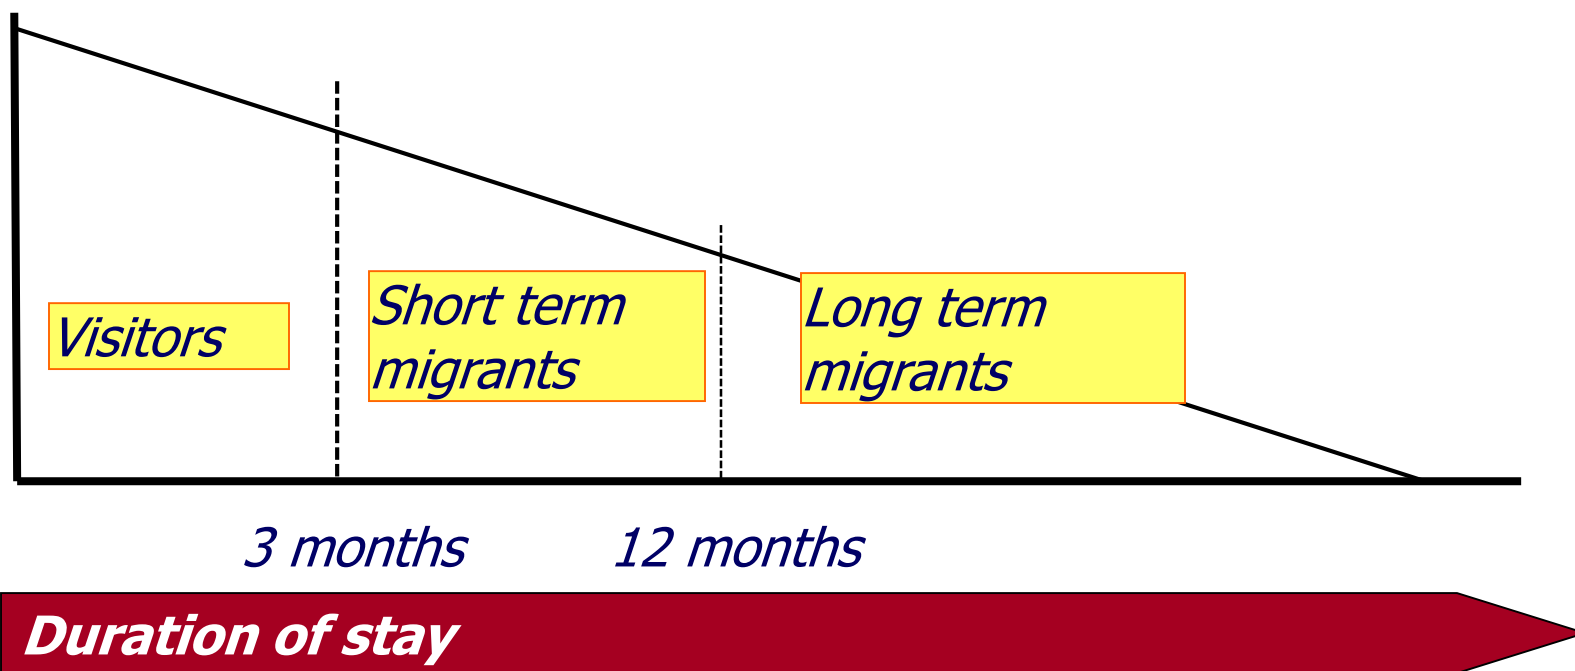 Visitors
Short term
migrants
Long term
migrants
3 months
12 months
Duration of stay